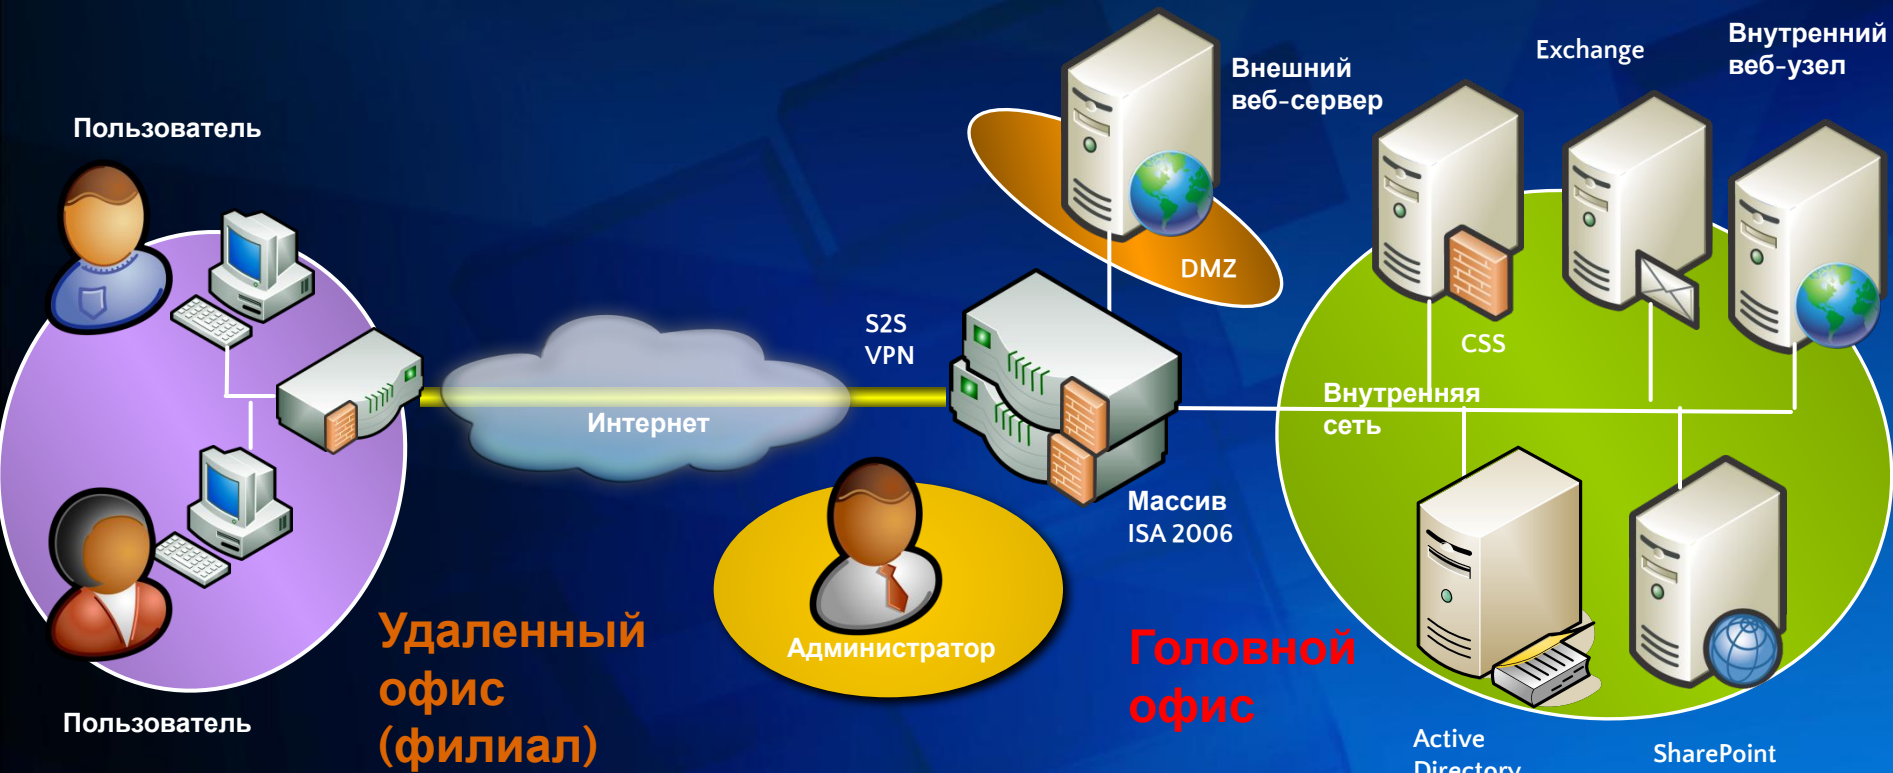 Пользователь
Внешний
веб-сервер
Exchange
Внутренний
веб-узел
DMZ
S2S
VPN
CSS
Интернет
Внутренняя
сеть
Массив
ISA 2006
Администратор
Удаленный
офис
(филиал)
Головной
офис
Пользователь
Active
Directory
SharePoint